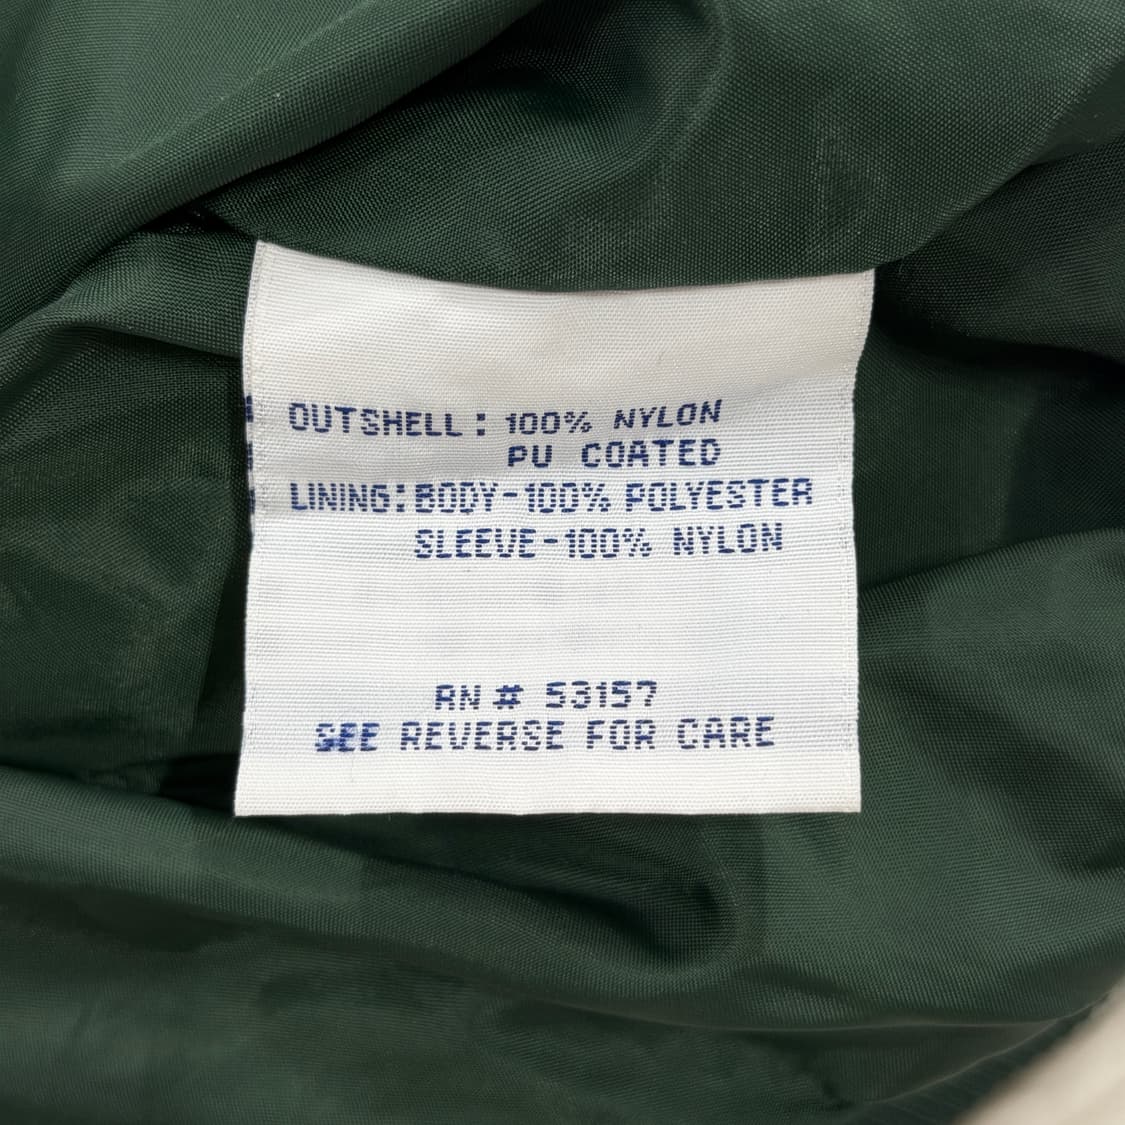 OUTSHELL: 100% NYLON
PU COATED
LINING: BODY-100% POLYESTER
SLEEVE-100% NYLON
RN # 53157
SEE REVERSE FOR CARE